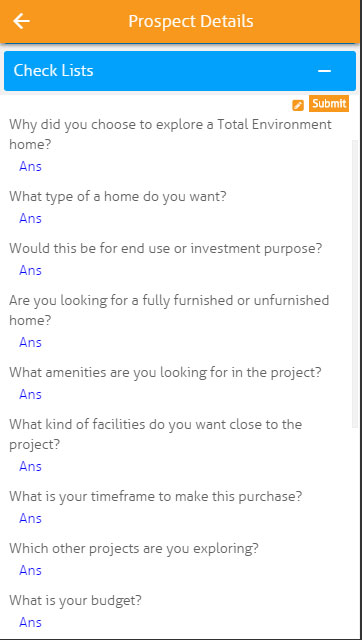 Prospect Details
Check Lists
Submit
Why did you choose to explore a Total Environment
home?
Ans
What type of a home do you want?
Ans
Would this be for end use or investment purpose?
Ans
Are you looking for a fully furnished or unfurnished
home?
Ans
What amenities are you looking for in the project?
Ans
What kind of facilities do you want close to the
project?
Ans
What is your timeframe to make this purchase?
Ans
Which other projects are you exploring?
Ans
What is your budget?
Ans